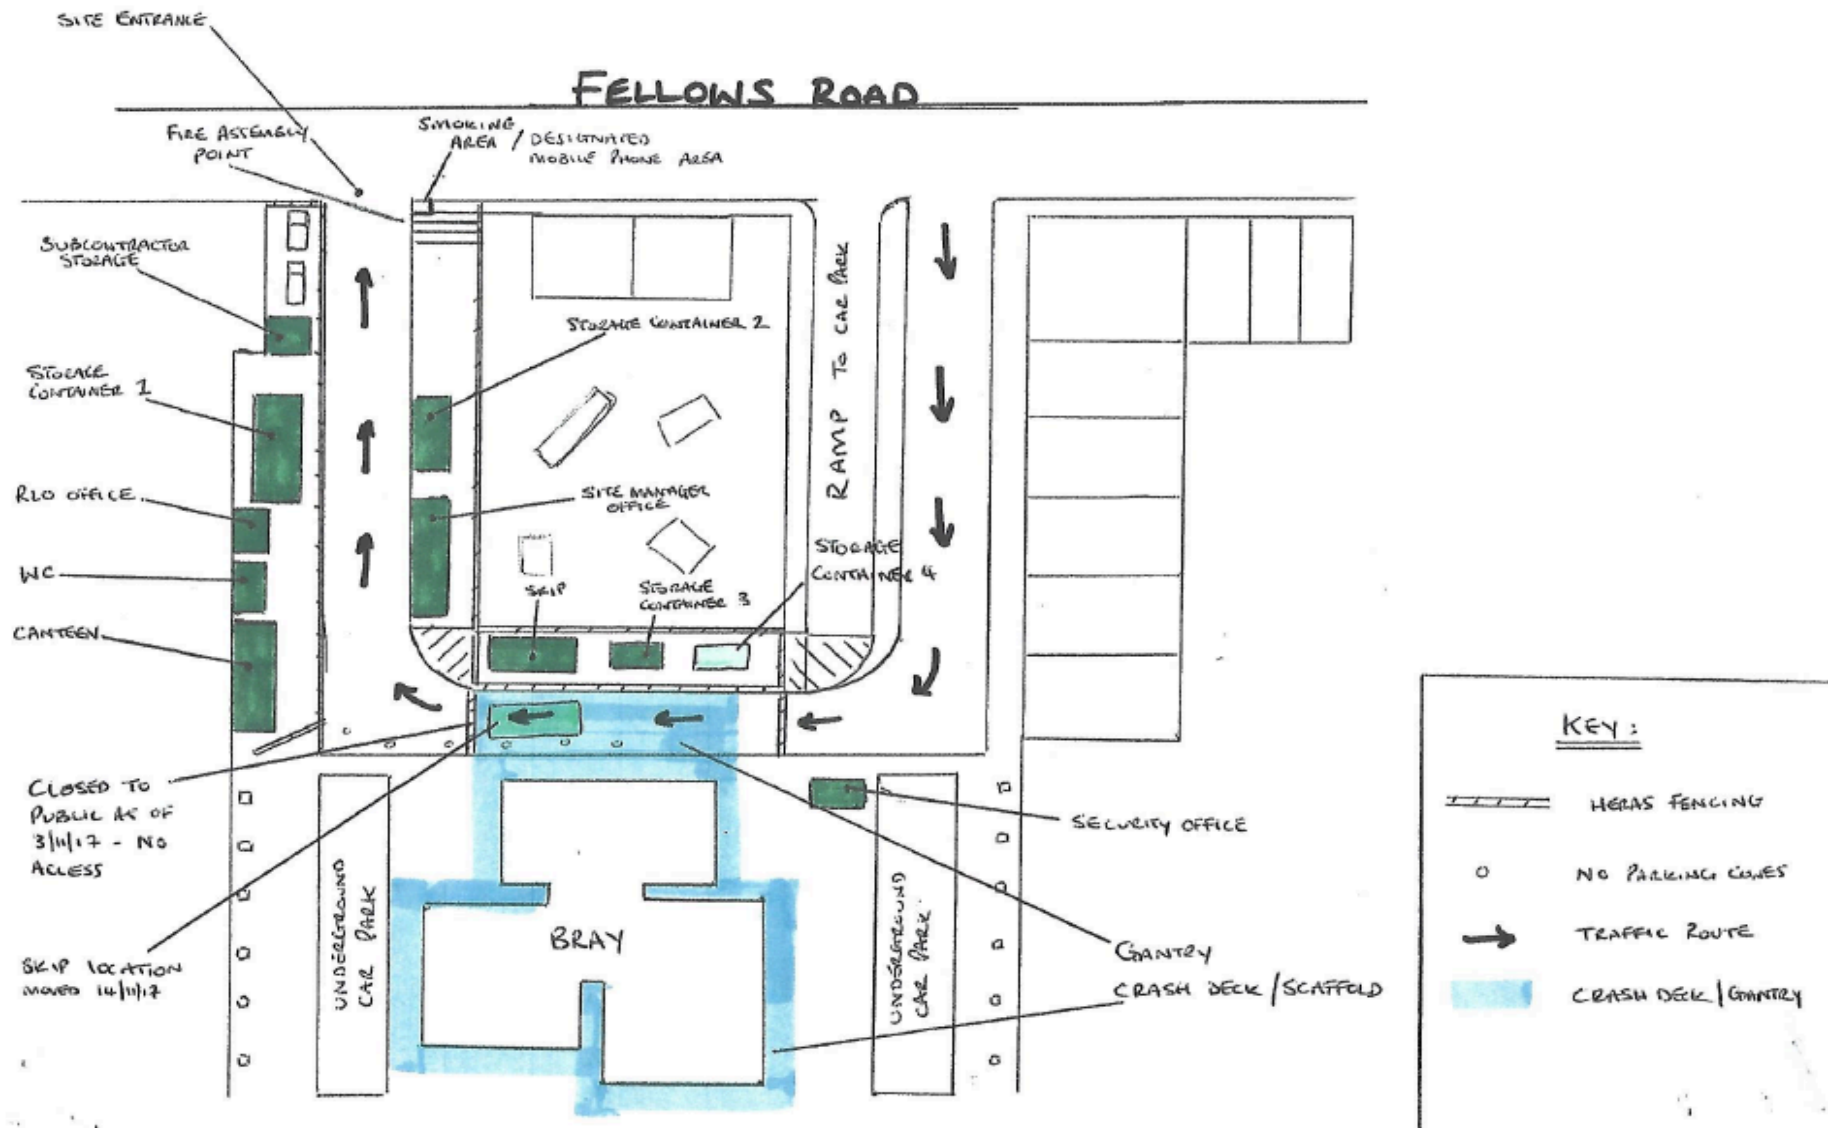 SITE ENTRANCE
FELLOWS ROAD
FIRE ASSEMBLY
POINT
SMOKING
AREA / DESIGNATED
MOBILE PHONE AREA
SUBCONTRACTOR
STORAGE
STORAGE
CONTAINER 1
RLO OFFICE
WC
CANTEEN
STORAGE CONTAINER 2
SITE MANAGER
OFFICE
SKIP
STORAGE
CONTAINER 3
STORAGE
CONTAINER 4
RAMP TO CAR PARK
CLOSED TO
PUBLIC AS OF
3/11/17 - NO
ACCESS
SKIP LOCATION
MOVED 14/11/17
UNDERGROUND
CAR PARK
BRAY
UNDERGROUND
CAR PARK
SECURITY OFFICE
GANTRY
CRASH DECK / SCAFFOLD
KEY:
HERAS FENCING
NO PARKING CONES
TRAFFIC ROUTE
CRASH DECK / GANTRY